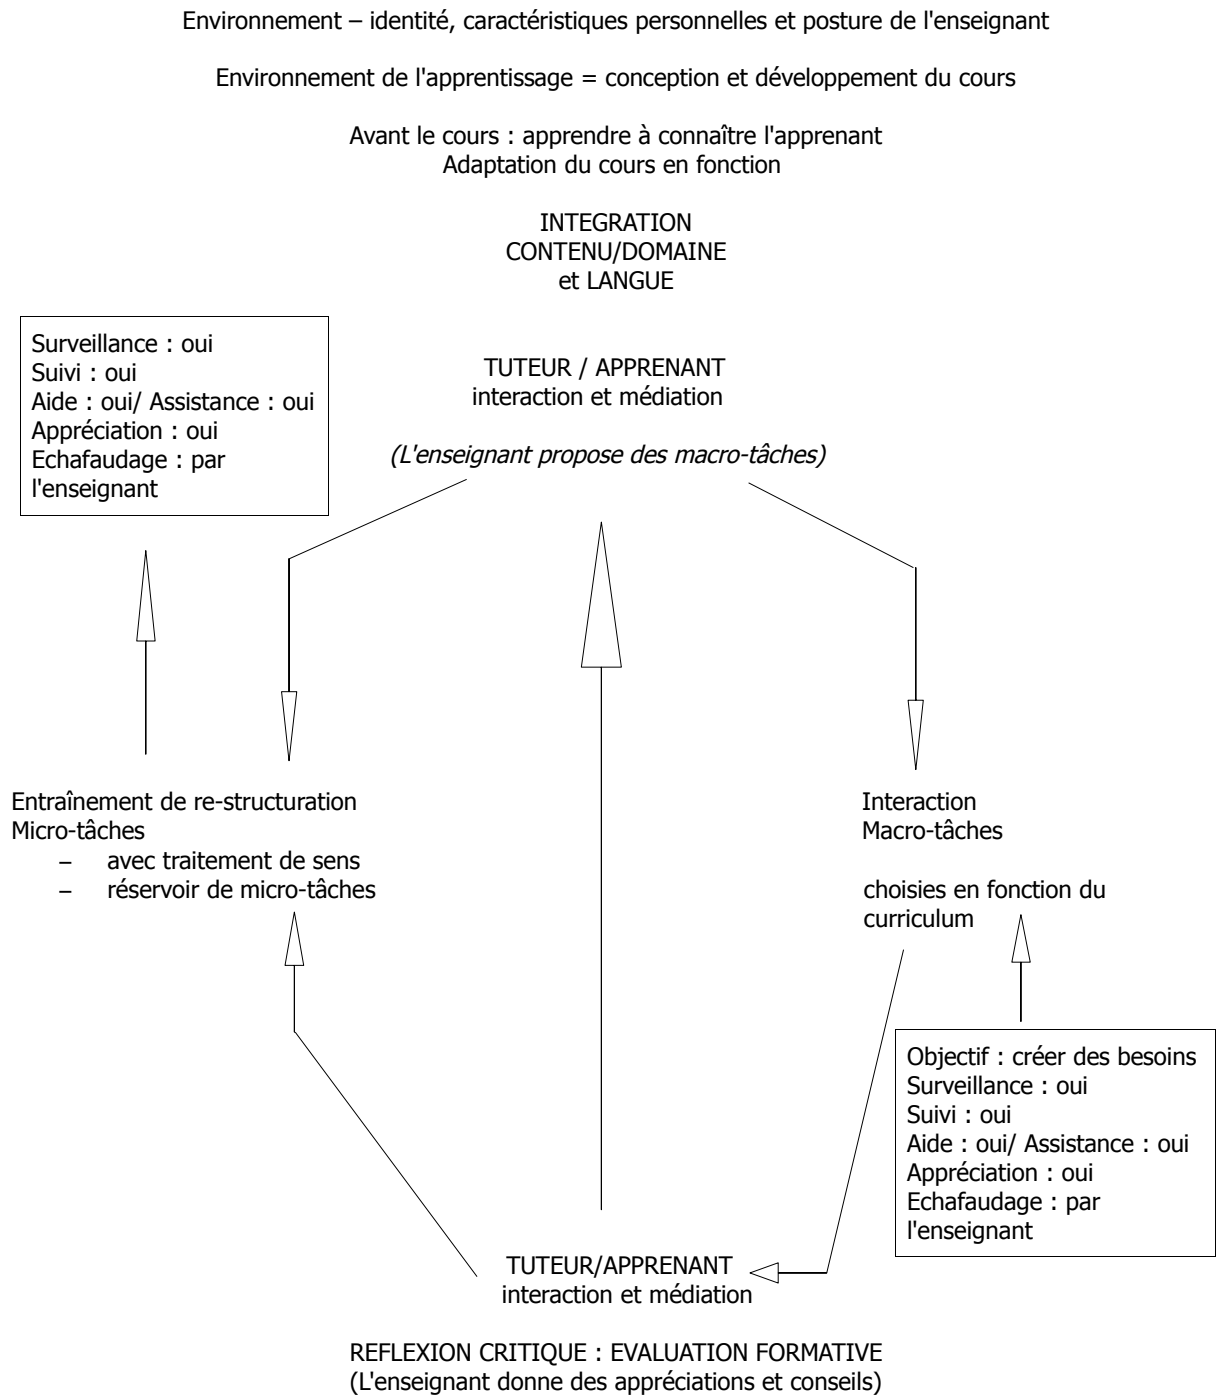 Environnement – identité, caractéristiques personnelles et posture de l'enseignant
Environnement de l'apprentissage = conception et développement du cours
Avant le cours : apprendre à connaître l'apprenant
Adaptation du cours en fonction
INTEGRATION
CONTENU/DOMAINE
et LANGUE
Surveillance : oui
Suivi : oui
Aide : oui/ Assistance : oui
Appréciation : oui
Echafaudage : par
l'enseignant
TUTEUR / APPRENANT
interaction et médiation
(L'enseignant propose des macro-tâches)
Entraînement de re-structuration
Micro-tâches
– avec traitement de sens
– réservoir de micro-tâches
Interaction
Macro-tâches
choisies en fonction du
curriculum
Objectif : créer des besoins
Surveillance : oui
Suivi : oui
Aide : oui/ Assistance : oui
Appréciation : oui
Echafaudage : par
l'enseignant
TUTEUR/APPRENANT
interaction et médiation
REFLEXION CRITIQUE : EVALUATION FORMATIVE
(L'enseignant donne des appréciations et conseils)